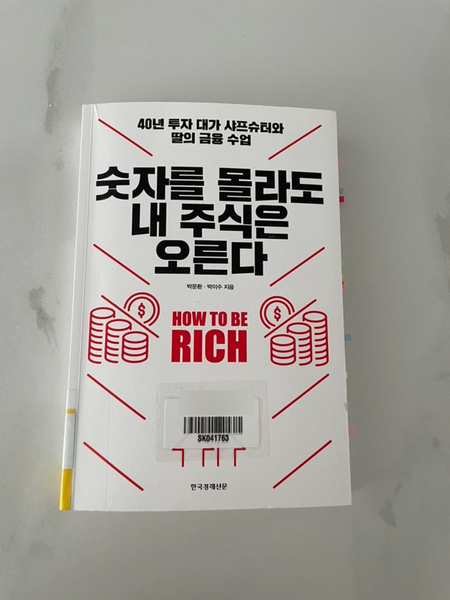 40년 투자 대가 샤프슈터와
딸의 금융 수업
숫자를 몰라도
내 주식은
오른다
박문환 · 박이수 지음
HOW TO BE
RICH
SK041763
한국경제신문